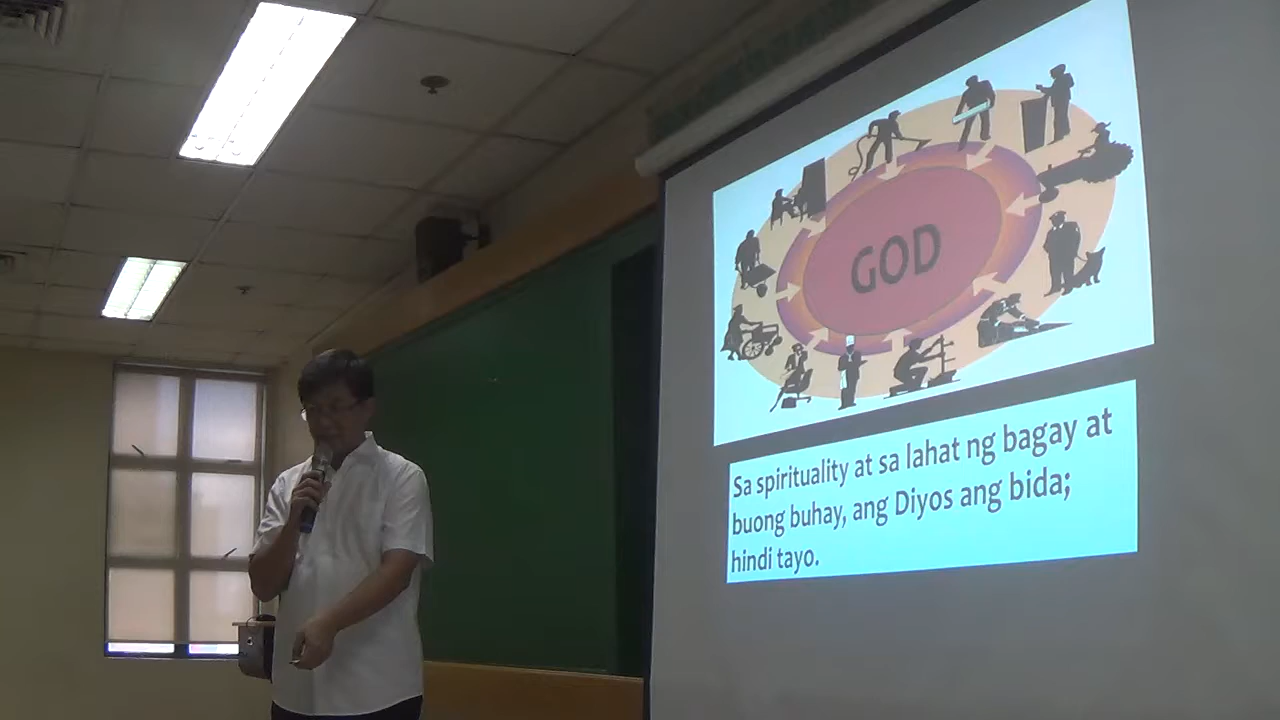 GOD
Sa spirituality at sa lahat ng bagay at
buong buhay, ang Diyos ang bida;
hindi tayo.